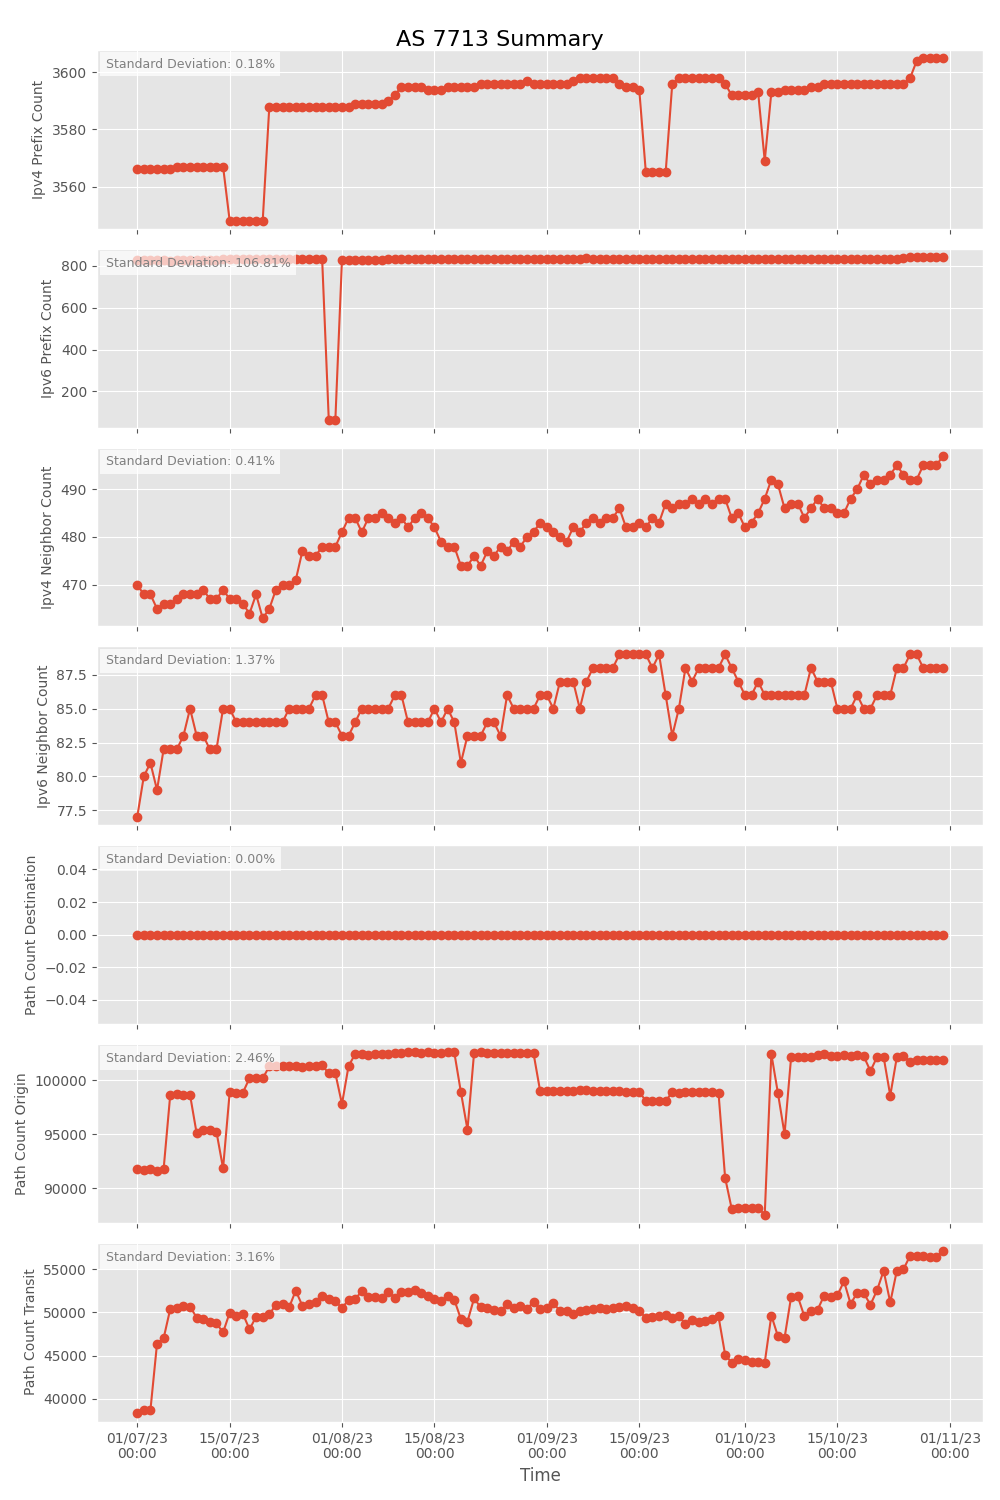 AS 7713 Summary
Standard Deviation: 0.18%
Ipv4 Prefix Count
3600
3580
3560
Standard Deviation: 106.81%
Ipv6 Prefix Count
800
600
400
200
Standard Deviation: 0.41%
Ipv4 Neighbor Count
490
480
470
Standard Deviation: 1.37%
Ipv6 Neighbor Count
87.5
85.0
82.5
80.0
77.5
Standard Deviation: 0.00%
Path Count Destination
0.04
0.02
0.00
−0.02
−0.04
Standard Deviation: 2.46%
Path Count Origin
100000
95000
90000
Standard Deviation: 3.16%
Path Count Transit
55000
50000
45000
40000
01/07/23 15/07/23 01/08/23 15/08/23 01/09/23 15/09/23 01/10/23 15/10/23 01/11/23
00:00 00:00 00:00 00:00 00:00 00:00 00:00 00:00 00:00
Time